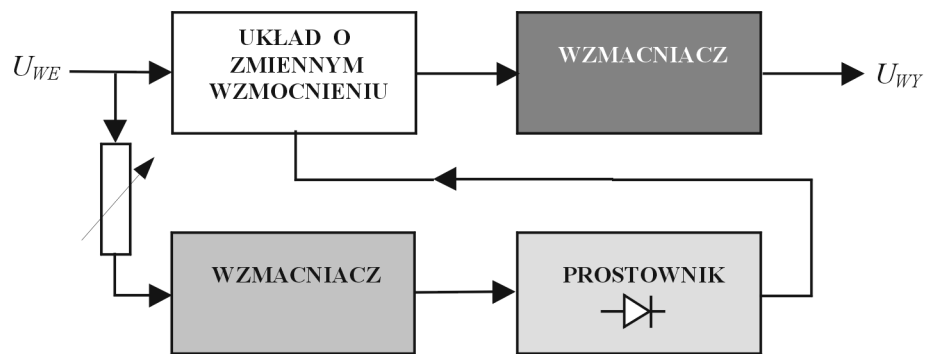 UKŁAD O
ZMIENNYM
WZMOCNIENIU
WZMACNIACZ
U_WE
U_WY
WZMACNIACZ
PROSTOWNIK